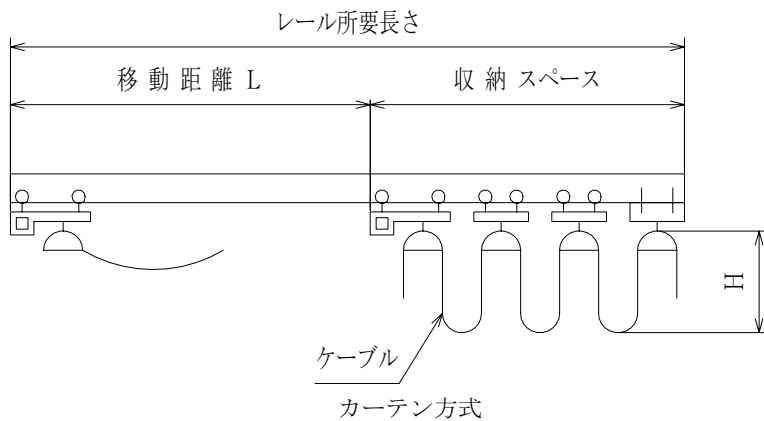 レール所要長さ
移動距離 L
収納スペース
H
ケーブル
カーテン方式